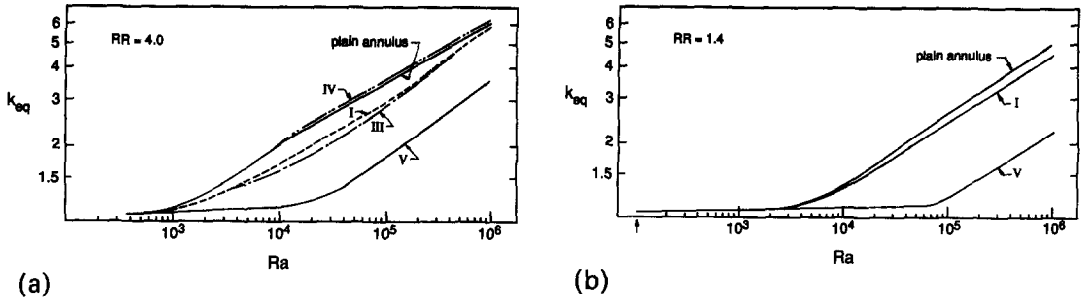 RR = 4.0
6
5
4
3
2
1.5
k_eq
plain annulus
IV
I
III
V
10^3
10^4
10^5
10^6
Ra
(a)
RR = 1.4
6
5
4
3
2
1.5
k_eq
plain annulus
I
V
10^3
10^4
10^5
10^6
Ra
(b)